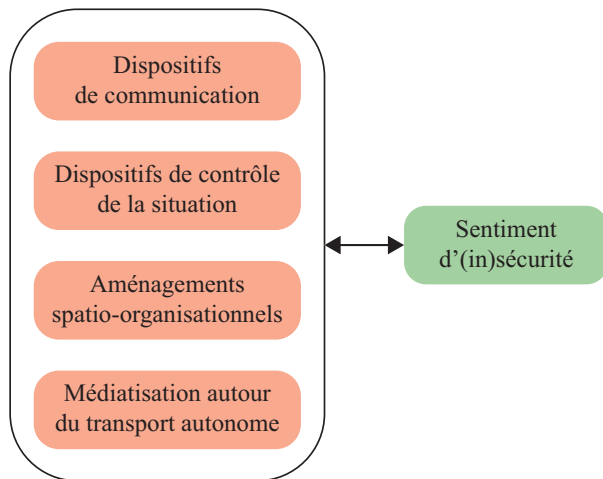 Dispositifs
de communication
Dispositifs de contrôle
de la situation
Aménagements
spatio-organisationnels
Médiatisation autour
du transport autonome
Sentiment
d’(in)sécurité